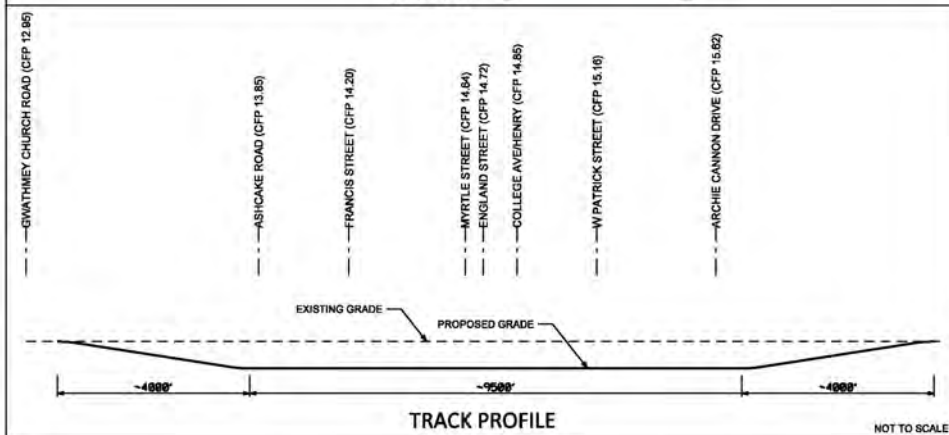 GWATHMEY CHURCH ROAD (CFP 12.95)
ASHCAKE ROAD (CFP 13.85)
FRANCIS STREET (CFP 14.20)
MYRTLE STREET (CFP 14.64)
ENGLAND STREET (CFP 14.72)
COLLEGE AVE/HENRY (CFP 14.85)
W PATRICK STREET (CFP 15.16)
ARCHIE CANNON DRIVE (CFP 15.62)
EXISTING GRADE
PROPOSED GRADE
~4000'
~9500'
~4000'
TRACK PROFILE
NOT TO SCALE